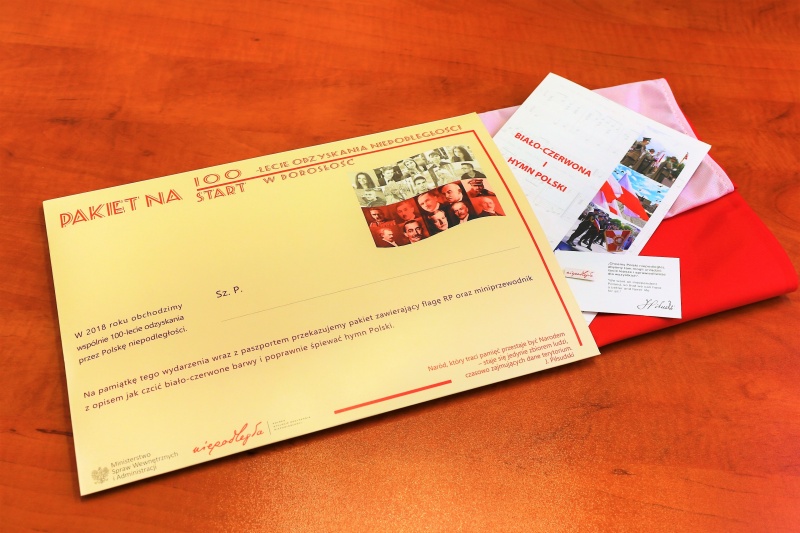 PAKIET NA 100 -LECIE ODZYSKANIA NIEPODLEGŁOŚCI
START W DOROSŁOŚĆ
W 2018 roku obchodzimy
wspólnie 100-lecie odzyskania
przez Polskę niepodległości.
Sz. P.
Na pamiątkę tego wydarzenia wraz z paszportem przekazujemy pakiet zawierający flagę RP oraz miniprzewodnik
z opisem jak czcić biało-czerwone barwy i poprawnie śpiewać hymn Polski.
Naród, który traci pamięć przestaje być Narodem
– staje się jedynie zbiorem ludzi,
czasowo zajmujących dane terytorium.
J. Piłsudski
Ministerstwo
Spraw Wewnętrznych
i Administracji
niepodległa
BIAŁO-CZERWONA
I
HYMN POLSKI
niepodległa